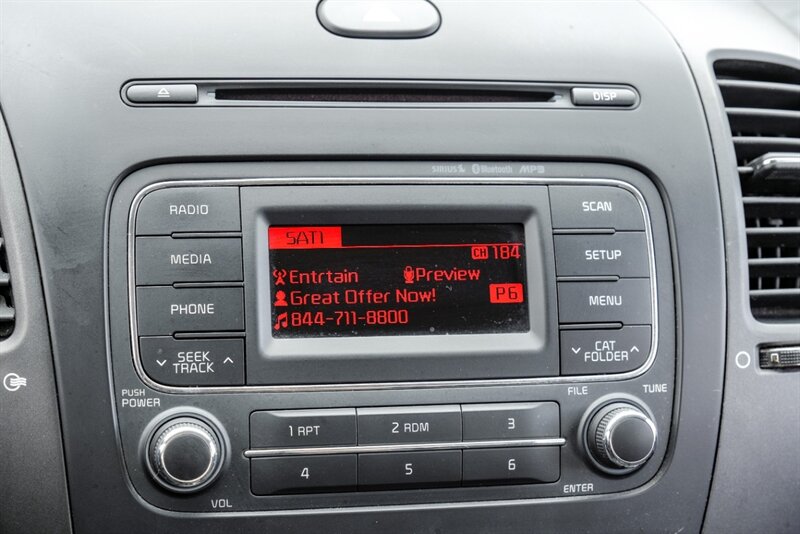 DISP
SIRIUS Bluetooth MP3
RADIO
MEDIA
PHONE
SEEK
TRACK
SAT1
CH 184
Entrtain Preview
Great Offer Now! P6
844-711-8800
SCAN
SETUP
MENU
CAT
FOLDER
PUSH
POWER
VOL
1 RPT 2 RDM 3
4 5 6
FILE TUNE
ENTER